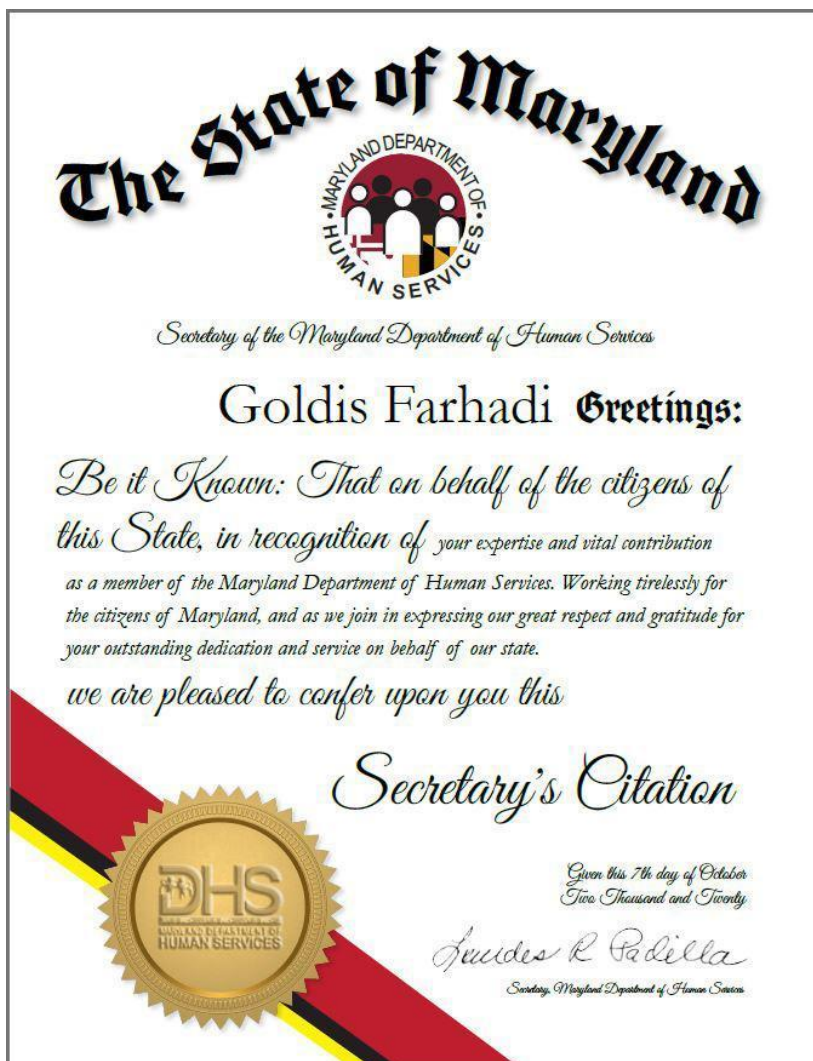 The State of Maryland
MARYLAND DEPARTMENT OF
HUMAN SERVICES
Secretary of the Maryland Department of Human Services
Goldis Farhadi Greetings:
Be it Known: That on behalf of the citizens of
this State, in recognition of your expertise and vital contribution
as a member of the Maryland Department of Human Services. Working tirelessly for
the citizens of Maryland, and as we join in expressing our great respect and gratitude for
your outstanding dedication and service on behalf of our state.
we are pleased to confer upon you this
Secretary's Citation
DHS
MARYLAND DEPARTMENT OF
HUMAN SERVICES
Given this 7th day of October
Two Thousand and Twenty
Lourdes R Padilla
Secretary, Maryland Department of Human Services